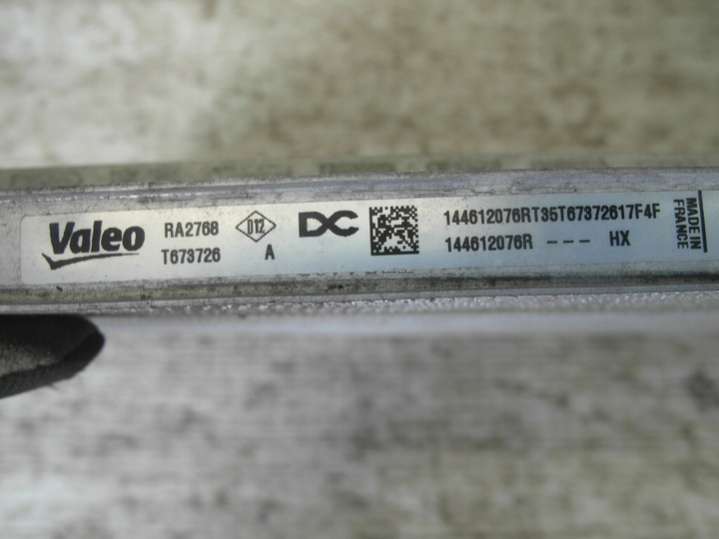 Valeo
RA2768
T673726
D12
A
DC
144612076RT35T67372617F4F
144612076R --- HX
MADE IN
FRANCE